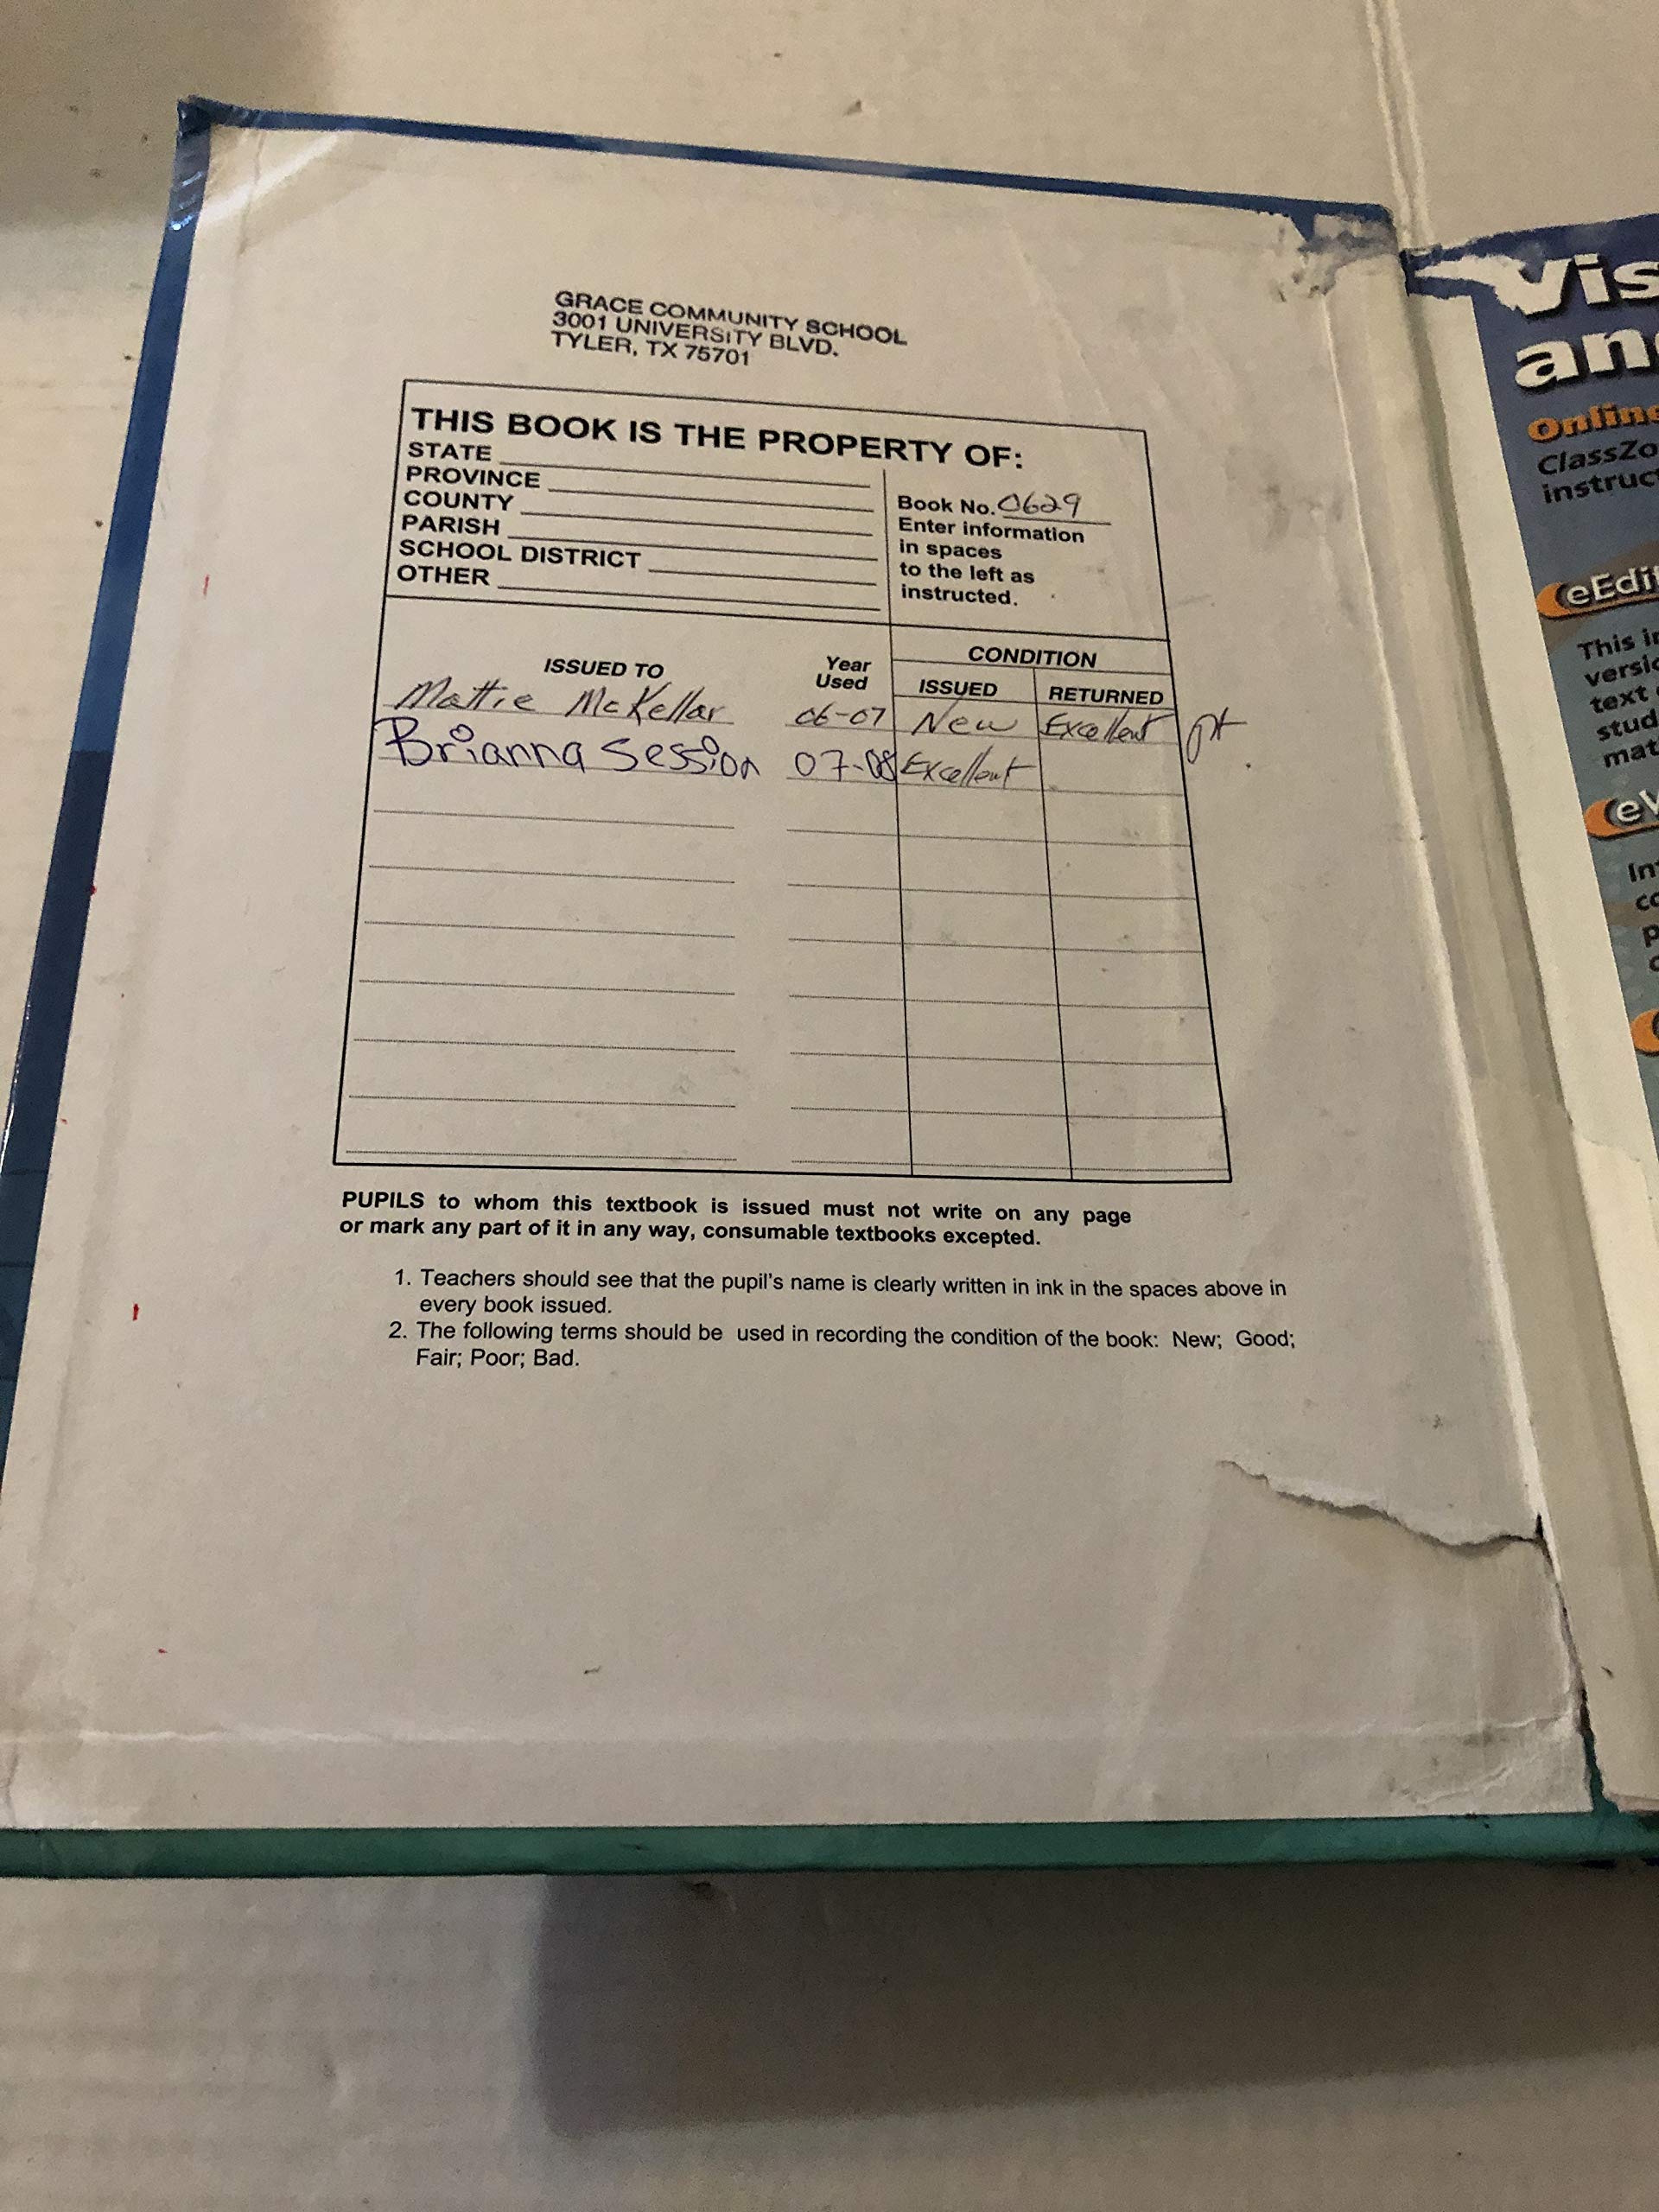 GRACE COMMUNITY SCHOOL
3001 UNIVERSITY BLVD.
TYLER, TX 75701
THIS BOOK IS THE PROPERTY OF:
STATE
PROVINCE
COUNTY
PARISH
SCHOOL DISTRICT
OTHER
Book No. 0629
Enter information
in spaces
to the left as
instructed.
ISSUED TO
Year
Used
CONDITION
ISSUED RETURNED
Mattie McKellar 06-07 New Excellent
Brianna Session 07-08 Excellent
PUPILS to whom this textbook is issued must not write on any page
or mark any part of it in any way, consumable textbooks excepted.
1. Teachers should see that the pupil's name is clearly written in ink in the spaces above in
every book issued.
2. The following terms should be used in recording the condition of the book: New; Good;
Fair; Poor; Bad.
Vis
an
Online
ClassZo
instruc
eEdit
This in
versio
text
stud
mat
eW
In
co
p